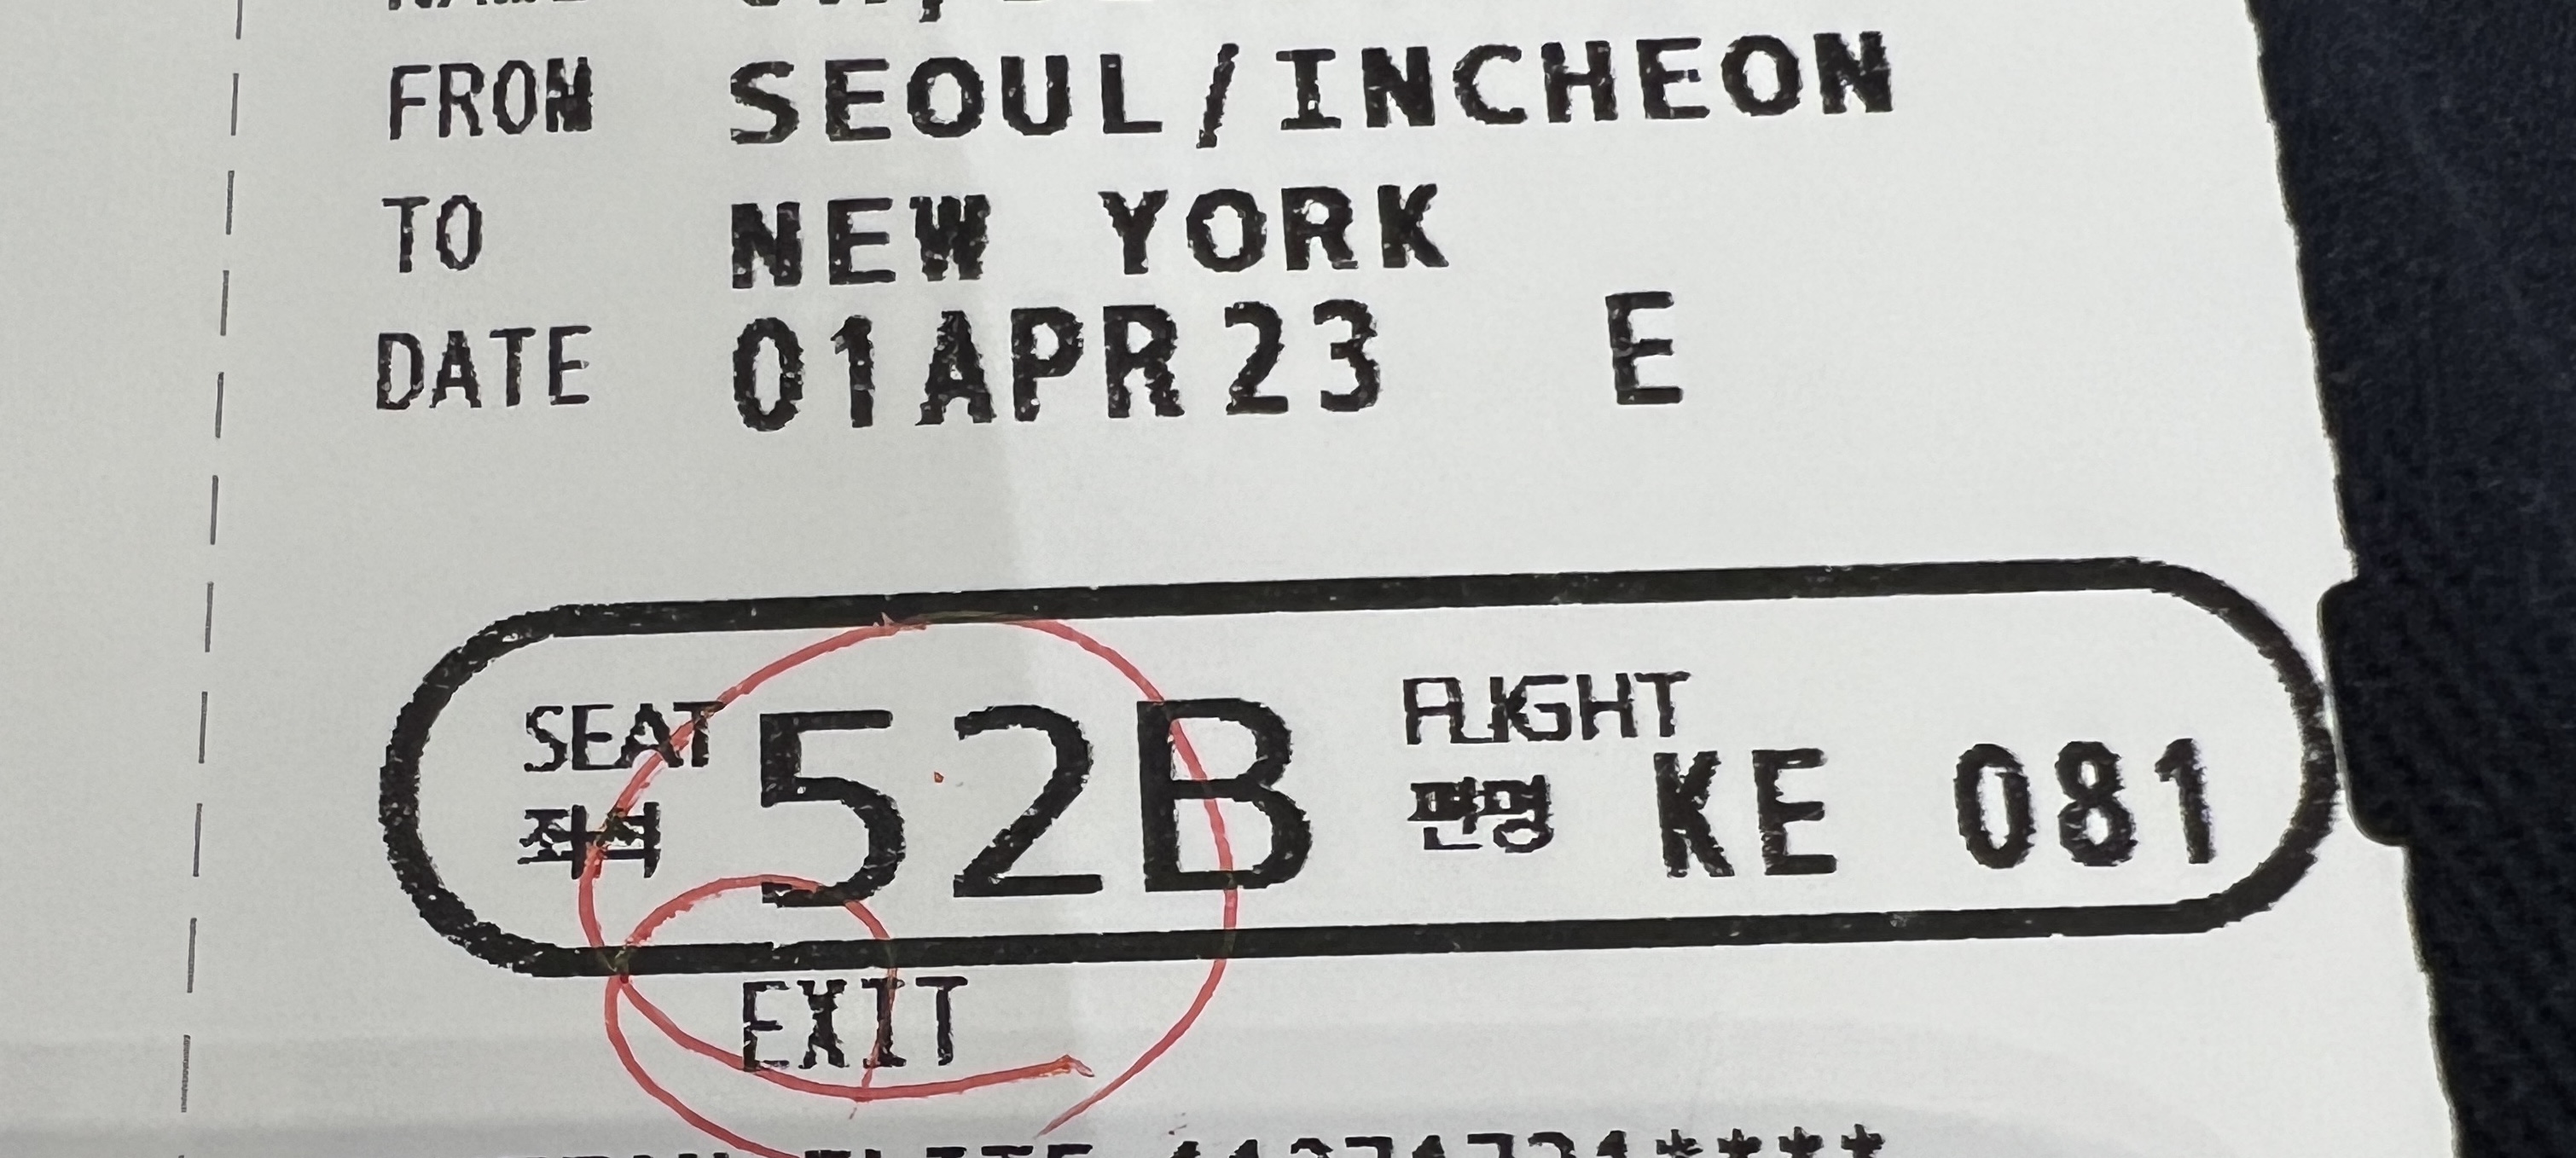 FROM SEOUL/INCHEON
TO NEW YORK
DATE 01APR23 E
SEAT 52B FLIGHT
좌석 편명 KE 081
EXIT